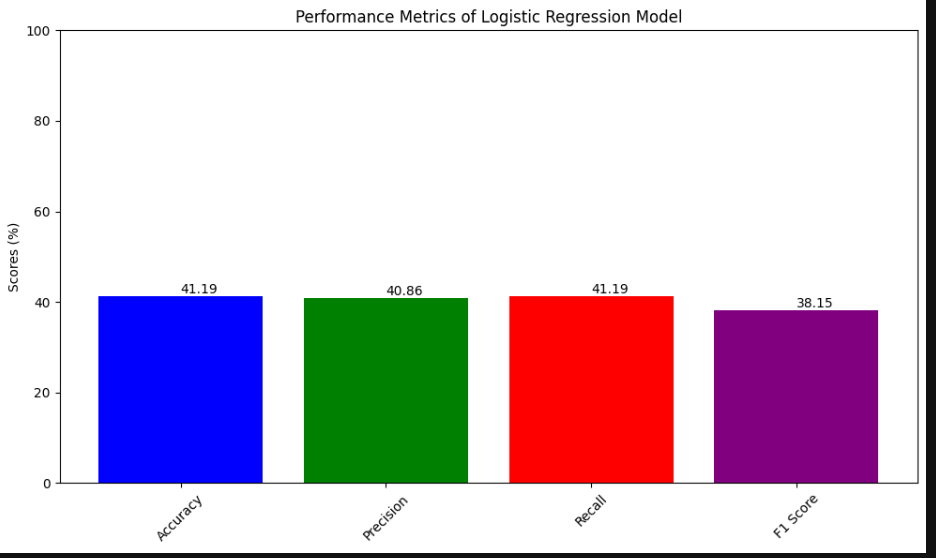 Performance Metrics of Logistic Regression Model
100
80
60
40
20
0
Scores (%)
41.19
40.86
41.19
38.15
Accuracy
Precision
Recall
F1 Score